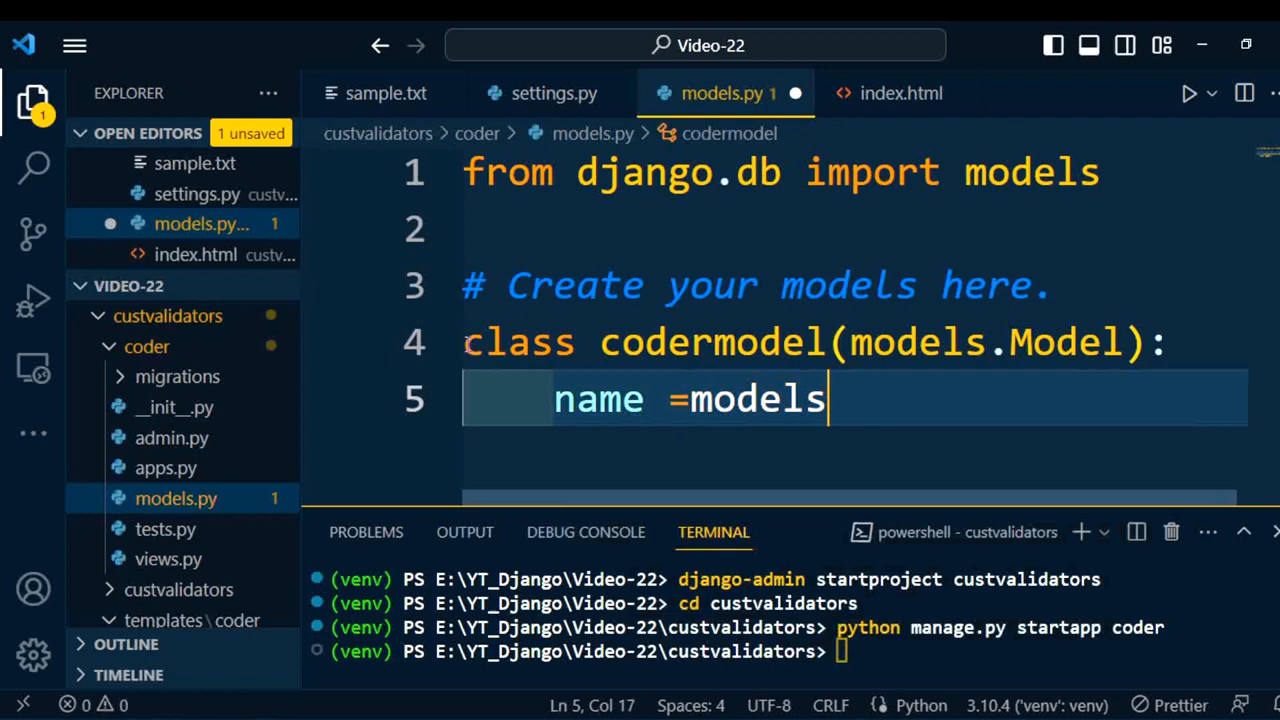 Video-22
EXPLORER
OPEN EDITORS 1 unsaved
sample.txt
settings.py custv...
models.py... 1
index.html custv...
VIDEO-22
custvalidators
coder
migrations
__init__.py
admin.py
apps.py
models.py 1
tests.py
views.py
custvalidators
templates\coder
OUTLINE
TIMELINE
1
sample.txt settings.py models.py 1 index.html
custvalidators coder models.py codermodel
1 from django.db import models
2
3 # Create your models here.
4 class codermodel(models.Model):
5 name =models
PROBLEMS OUTPUT DEBUG CONSOLE TERMINAL powershell - custvalidators
(venv) PS E:\YT_Django\Video-22> django-admin startproject custvalidators
(venv) PS E:\YT_Django\Video-22> cd custvalidators
(venv) PS E:\YT_Django\Video-22\custvalidators> python manage.py startapp coder
(venv) PS E:\YT_Django\Video-22\custvalidators>
0 0 Ln 5, Col 17 Spaces: 4 UTF-8 CRLF Python 3.10.4 ('venv': venv) Prettier